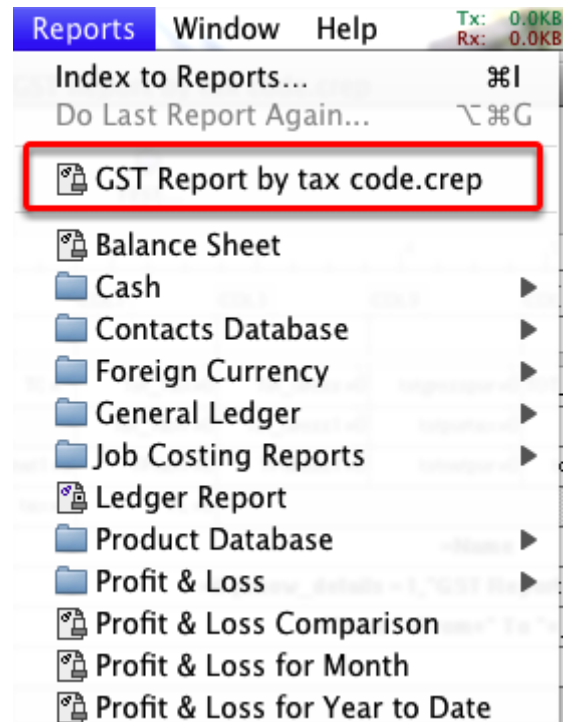 Reports Window Help Tx: 0.0KB
Rx: 0.0KB
Index to Reports... ⌘I
Do Last Report Again... ⌥⌘G
GST Report by tax code.crep
Balance Sheet
Cash
Contacts Database
Foreign Currency
General Ledger
Job Costing Reports
Ledger Report
Product Database
Profit & Loss
Profit & Loss Comparison
Profit & Loss for Month
Profit & Loss for Year to Date